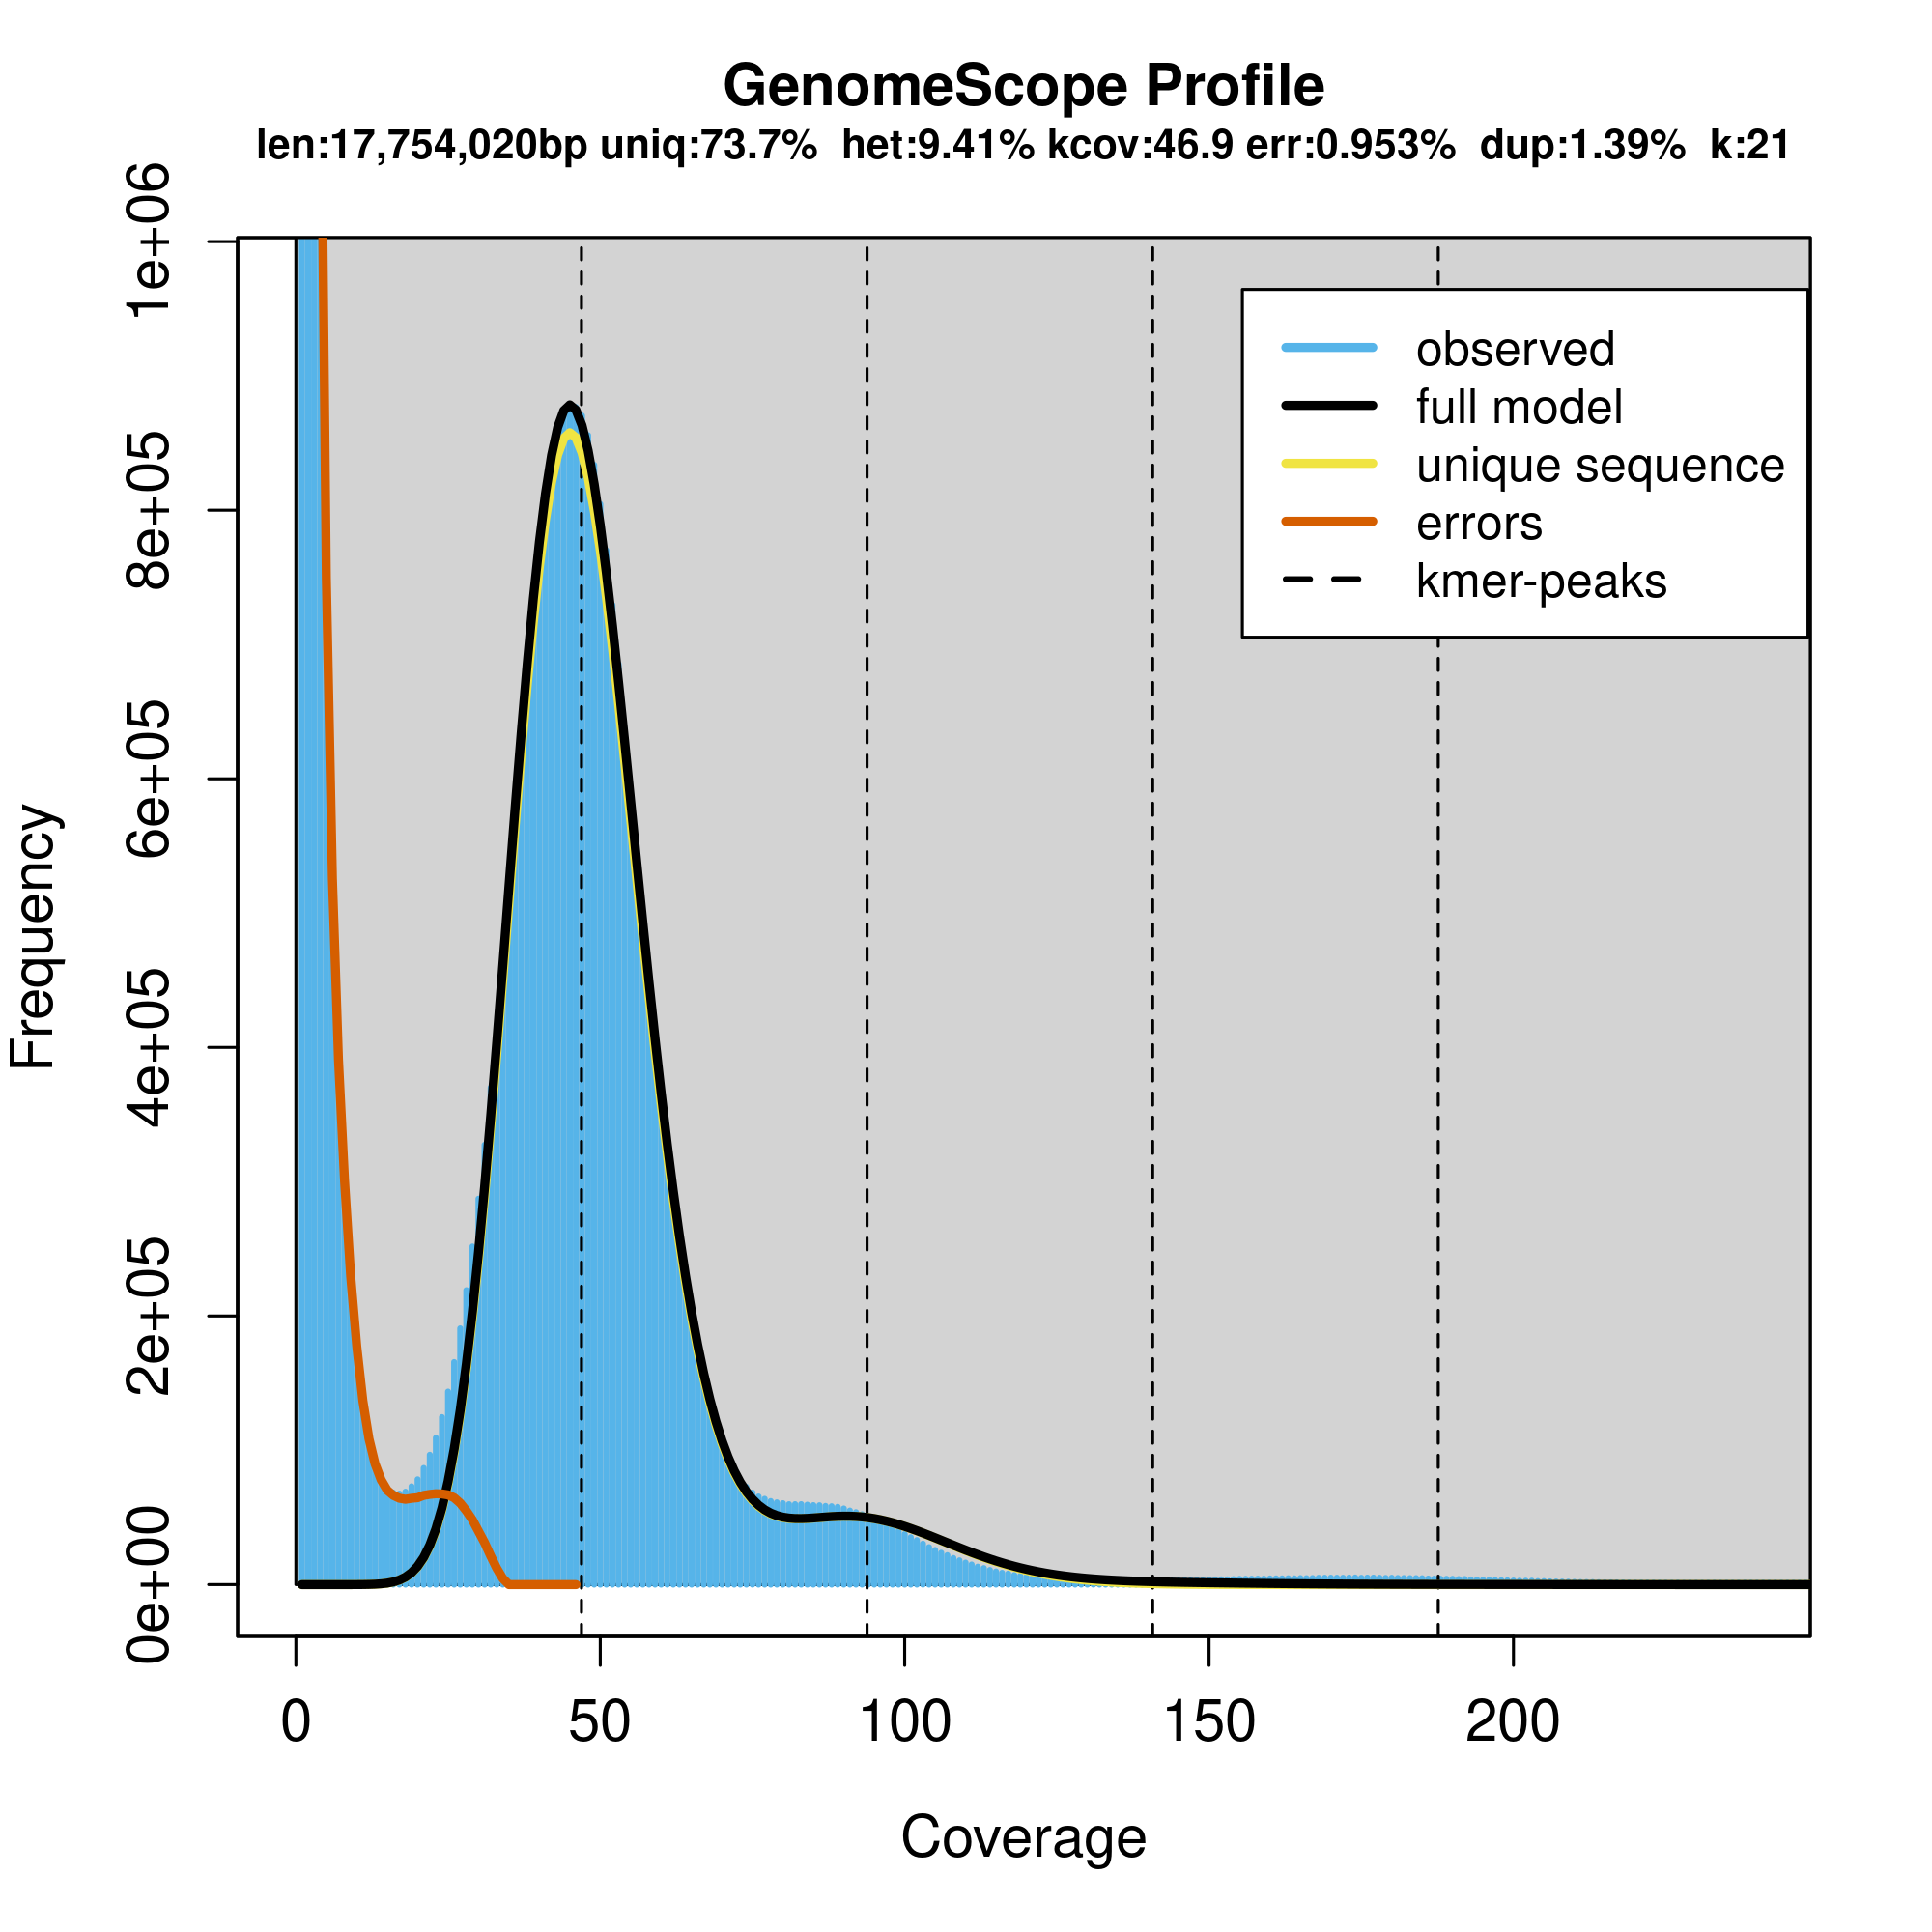 GenomeScope Profile
len:17,754,020bp uniq:73.7% het:9.41% kcov:46.9 err:0.953% dup:1.39% k:21
Frequency
1e+06
8e+05
6e+05
4e+05
2e+05
0e+00
observed
full model
unique sequence
errors
kmer-peaks
0 50 100 150 200
Coverage